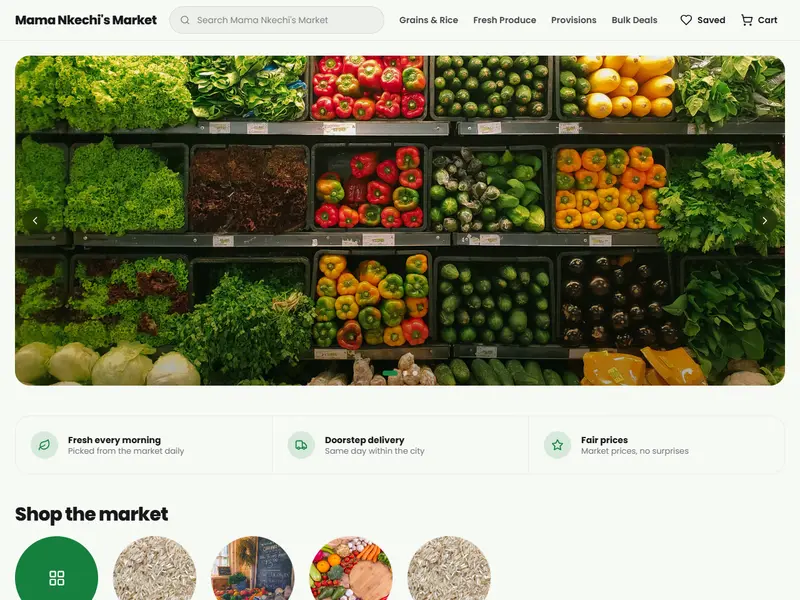 Mama Nkechi's Market
Search Mama Nkechi's Market
Grains & Rice
Fresh Produce
Provisions
Bulk Deals
Saved
Cart
Fresh every morning
Picked from the market daily
Doorstep delivery
Same day within the city
Fair prices
Market prices, no surprises
Shop the market